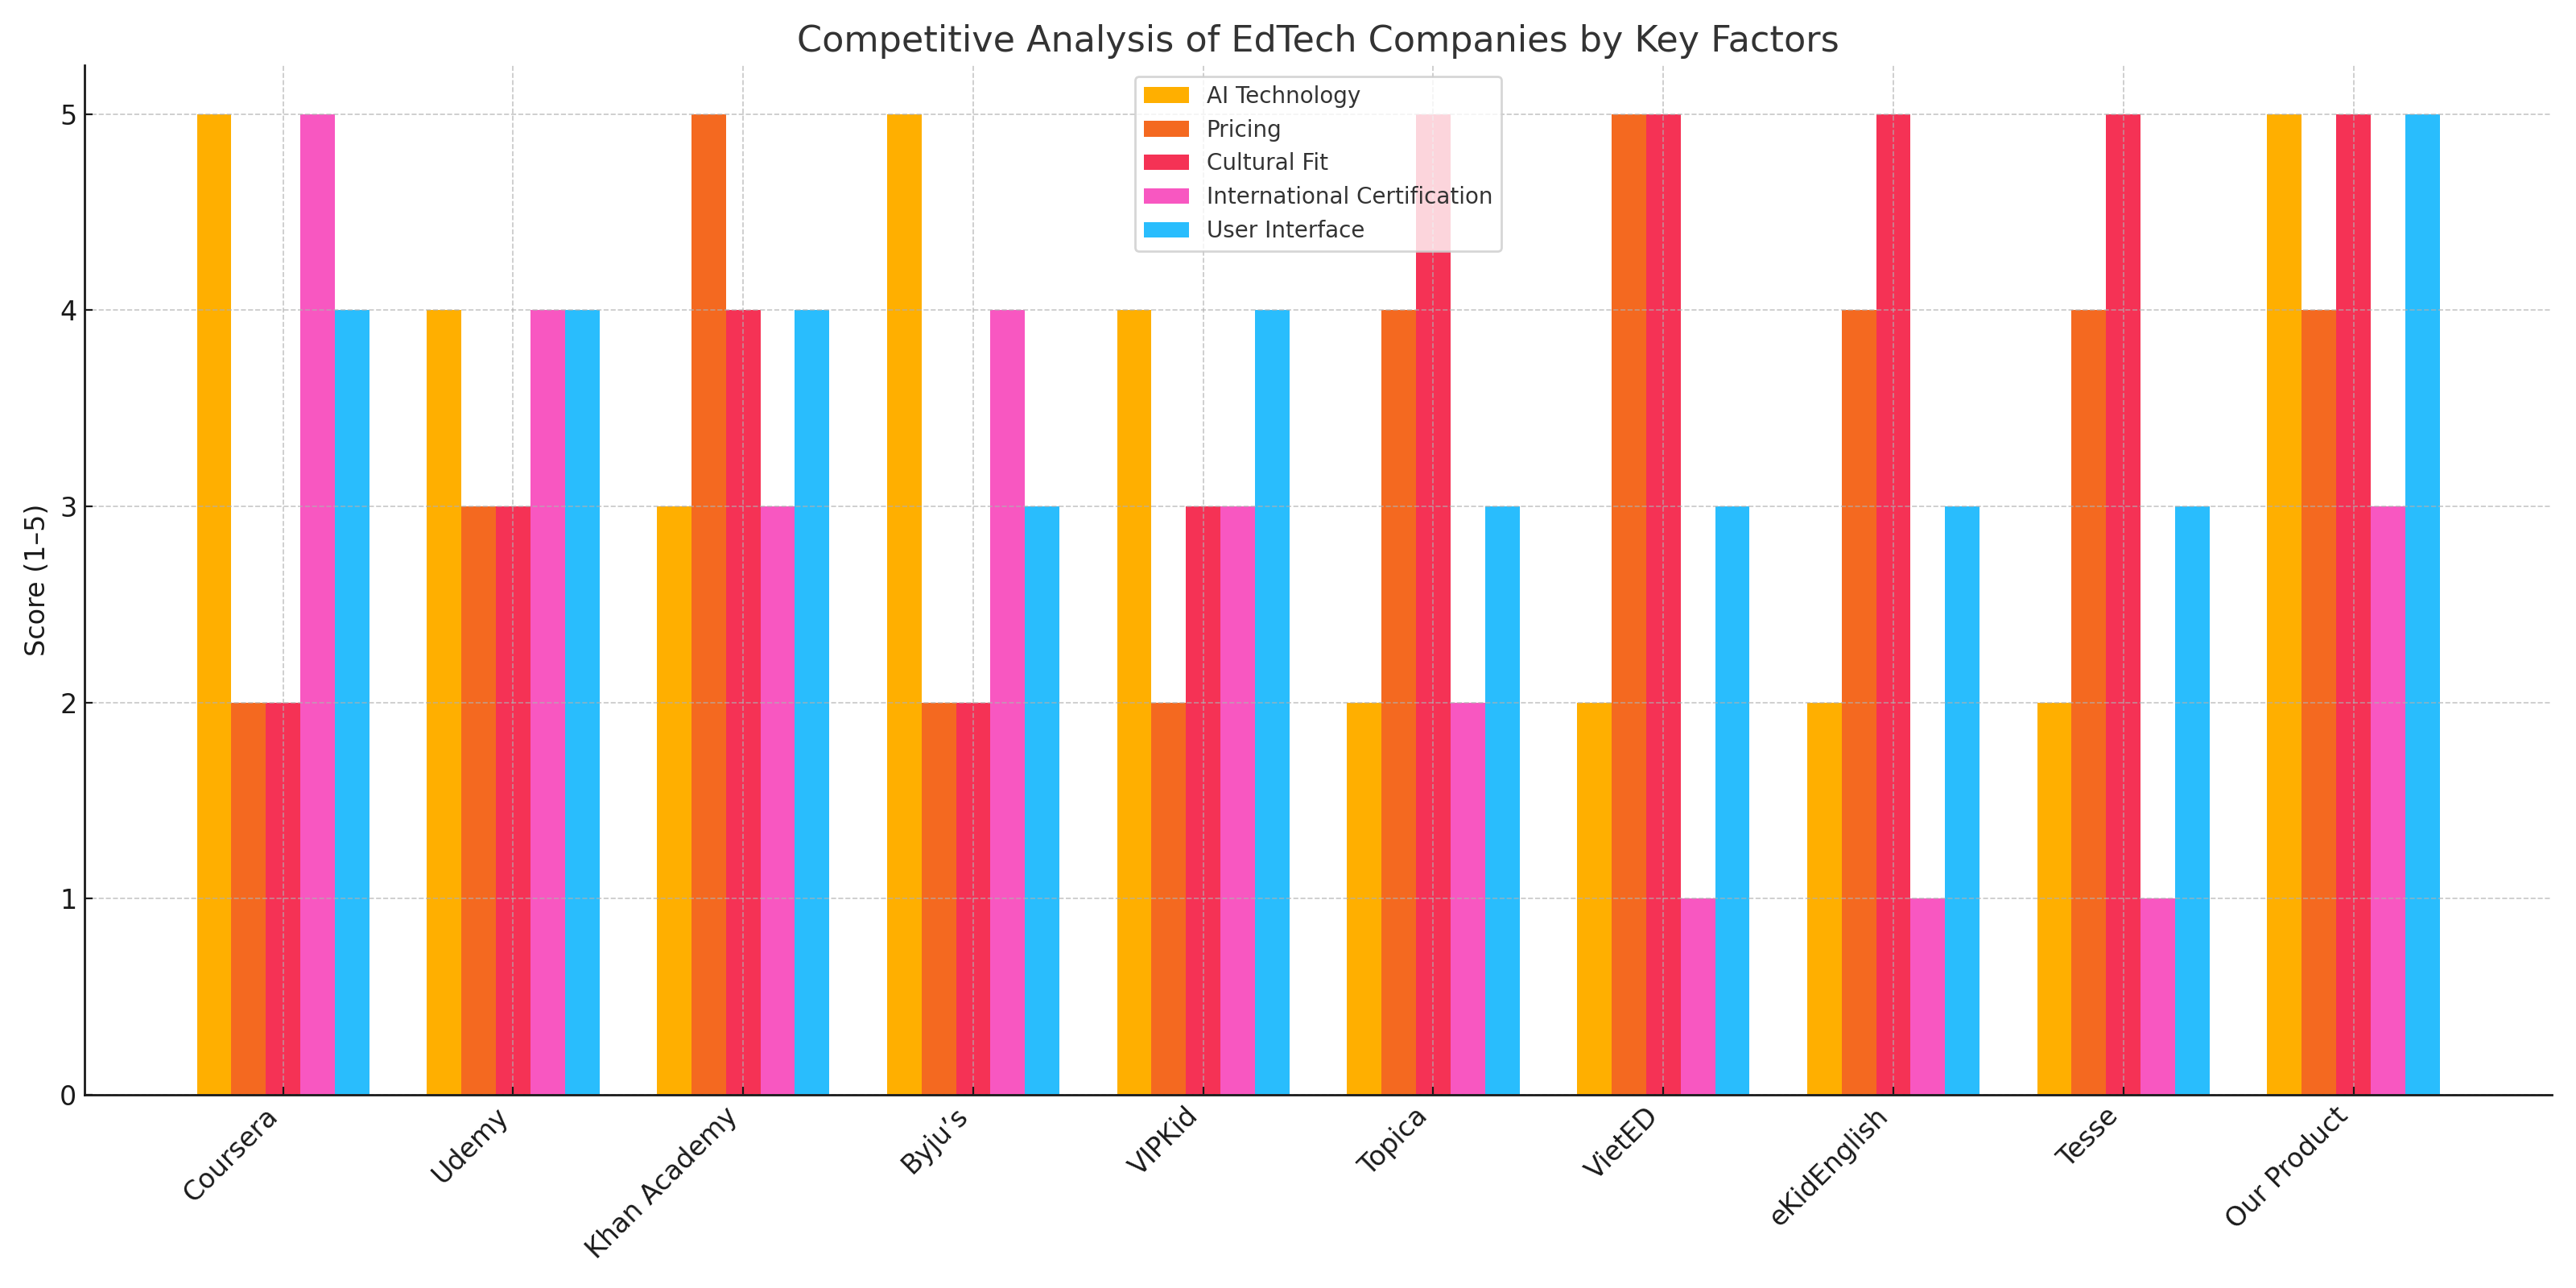 Competitive Analysis of EdTech Companies by Key Factors
AI Technology
Pricing
Cultural Fit
International Certification
User Interface
Score (1–5)
5
4
3
2
1
0
Coursera
Udemy
Khan Academy
Byju’s
VIPKid
Topica
VietED
eKidEnglish
Tesse
Our Product